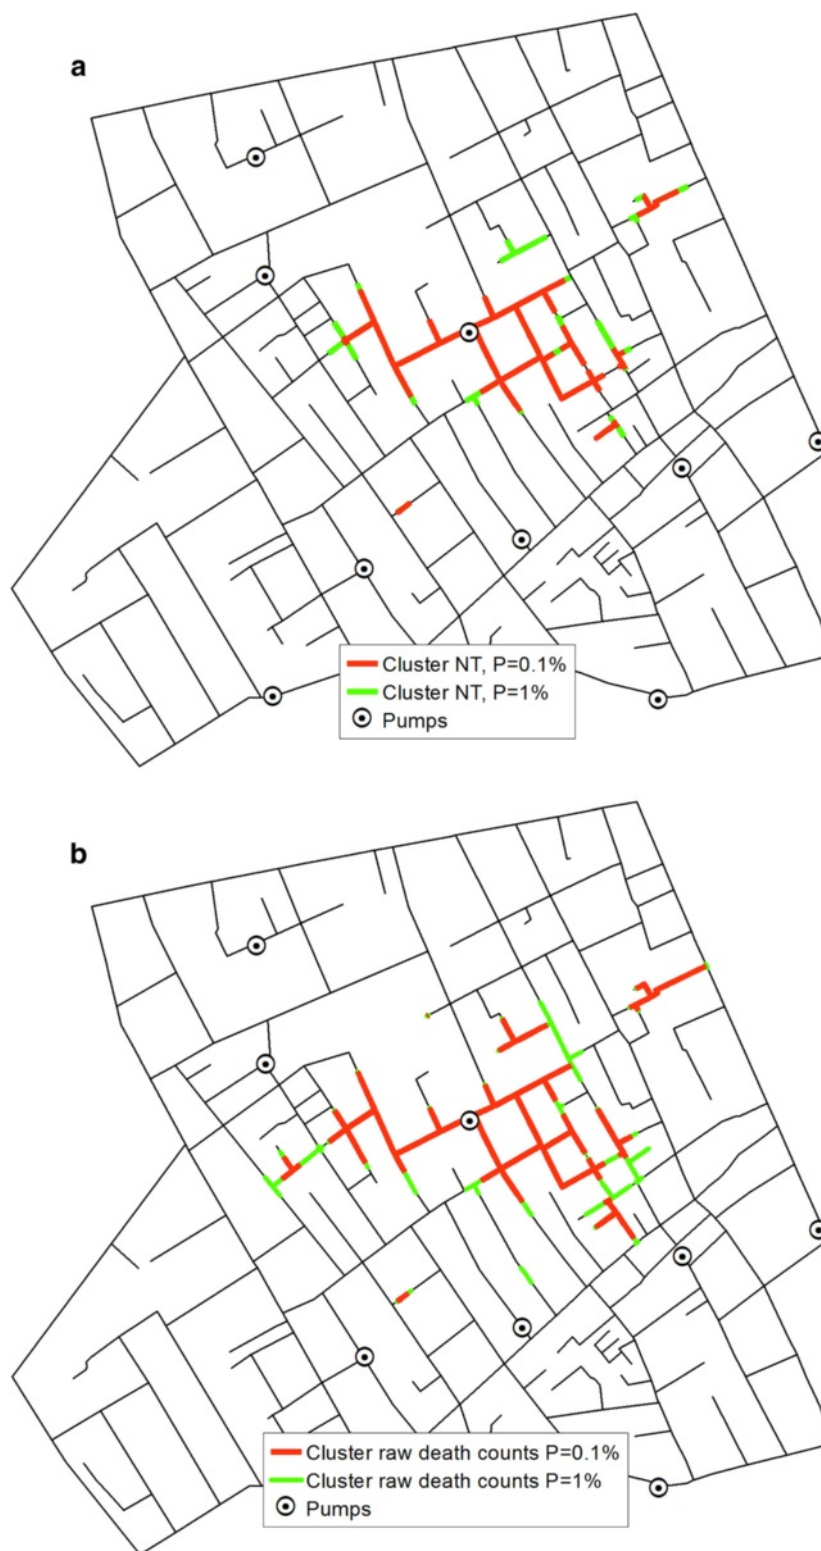 a
Cluster NT, P=0.1%
Cluster NT, P=1%
Pumps
b
Cluster raw death counts P=0.1%
Cluster raw death counts P=1%
Pumps